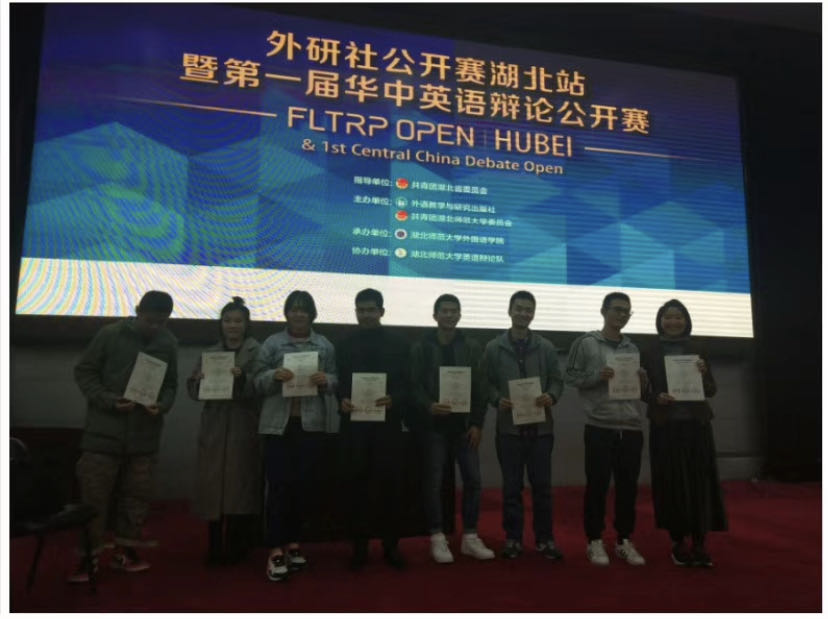 外研社公开赛湖北站
暨第一届华中英语辩论公开赛
FLTRP OPEN | HUBEI
& 1st Central China Debate Open
指导单位: 共青团湖北省委员会
主办单位: 外语教学与研究出版社
共青团湖北师范大学委员会
承办单位: 湖北师范大学外国语学院
协办单位: 湖北师范大学英语辩论队